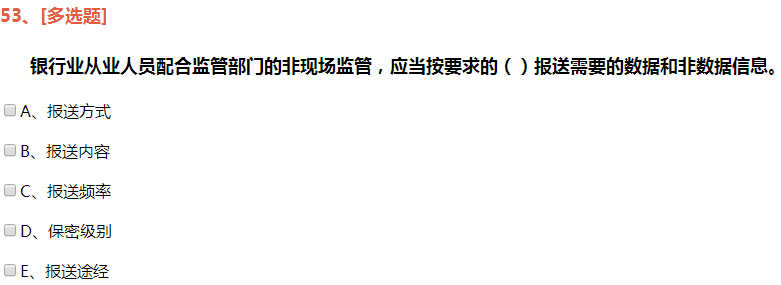 53、[多选题]
银行业从业人员配合监管部门的非现场监管，应当按要求的（ ）报送需要的数据和非数据信息。
A、报送方式
B、报送内容
C、报送频率
D、保密级别
E、报送途经